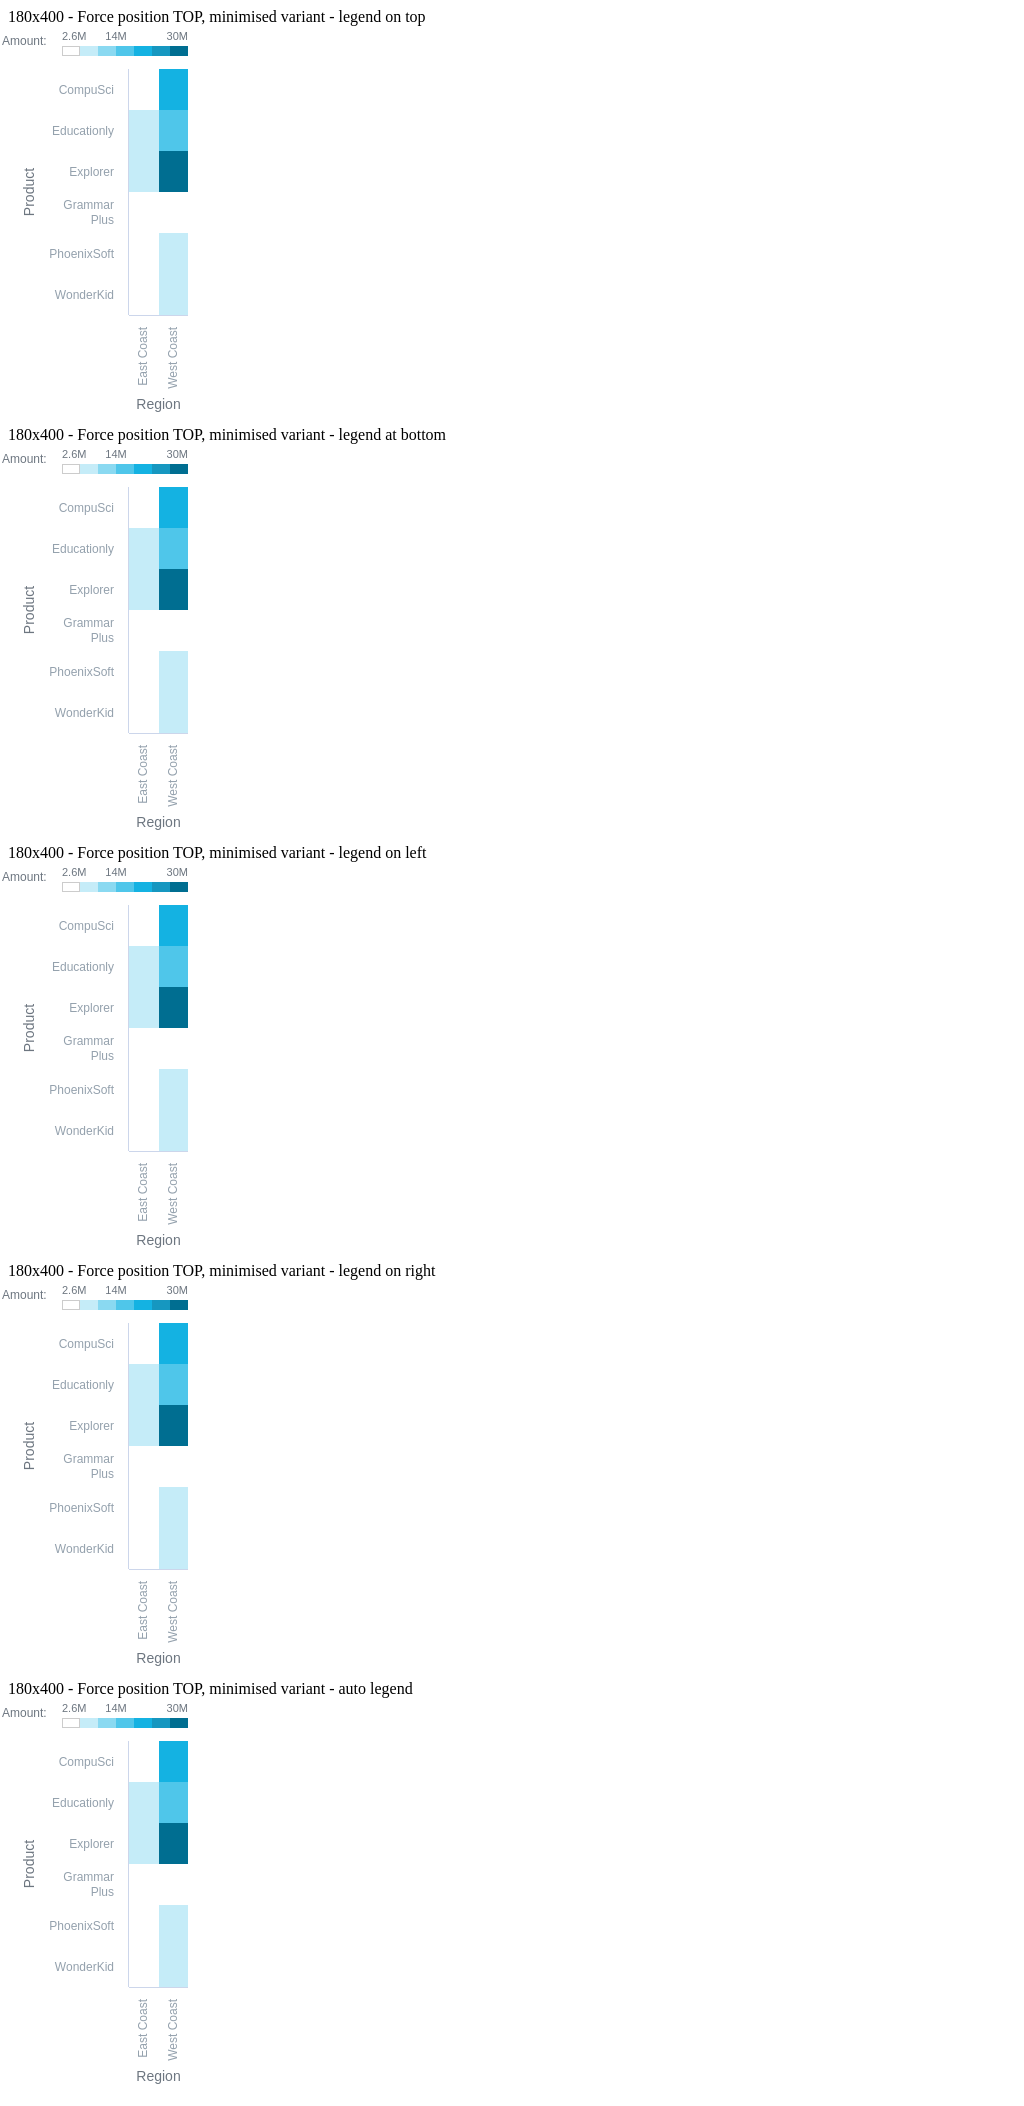 180x400 - Force position TOP, minimised variant - legend on top
Amount:
2.6M 14M 30M
Product
CompuSci
Educationly
Explorer
Grammar
Plus
PhoenixSoft
WonderKid
East Coast
West Coast
Region
180x400 - Force position TOP, minimised variant - legend at bottom
Amount:
2.6M 14M 30M
Product
CompuSci
Educationly
Explorer
Grammar
Plus
PhoenixSoft
WonderKid
East Coast
West Coast
Region
180x400 - Force position TOP, minimised variant - legend on left
Amount:
2.6M 14M 30M
Product
CompuSci
Educationly
Explorer
Grammar
Plus
PhoenixSoft
WonderKid
East Coast
West Coast
Region
180x400 - Force position TOP, minimised variant - legend on right
Amount:
2.6M 14M 30M
Product
CompuSci
Educationly
Explorer
Grammar
Plus
PhoenixSoft
WonderKid
East Coast
West Coast
Region
180x400 - Force position TOP, minimised variant - auto legend
Amount:
2.6M 14M 30M
Product
CompuSci
Educationly
Explorer
Grammar
Plus
PhoenixSoft
WonderKid
East Coast
West Coast
Region